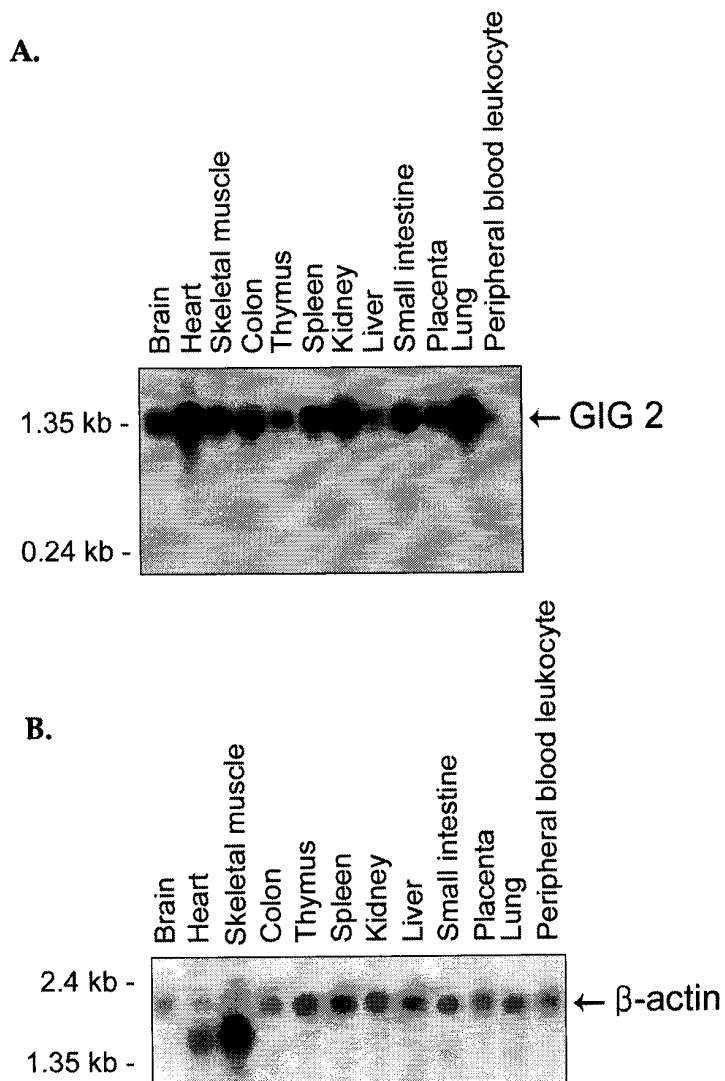 A.
Brain
Heart
Skeletal muscle
Colon
Thymus
Spleen
Kidney
Liver
Small intestine
Placenta
Lung
Peripheral blood leukocyte
1.35 kb -
← GIG 2
0.24 kb -
B.
Brain
Heart
Skeletal muscle
Colon
Thymus
Spleen
Kidney
Liver
Small intestine
Placenta
Lung
Peripheral blood leukocyte
2.4 kb -
← β-actin
1.35 kb -